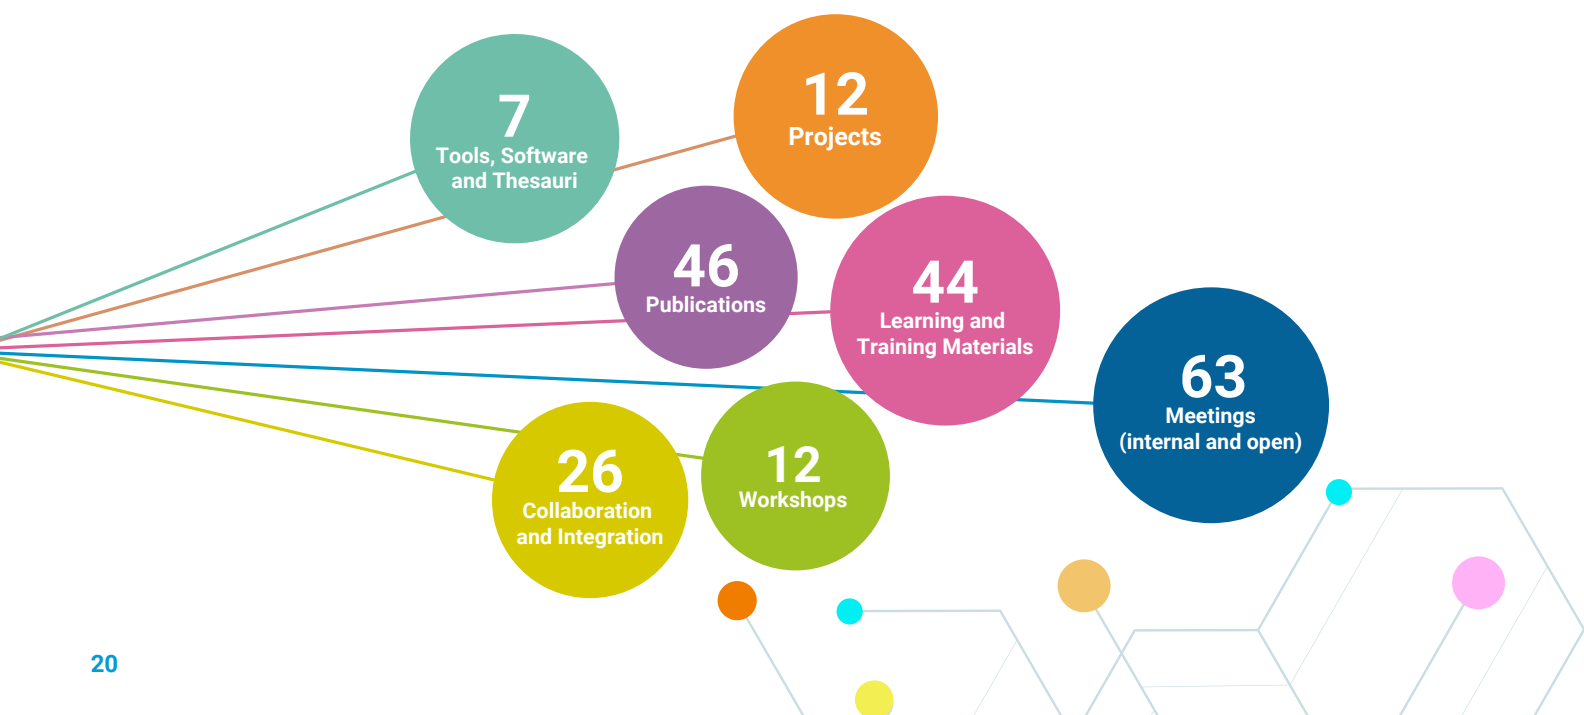 7
Tools, Software
and Thesauri
12
Projects
46
Publications
44
Learning and
Training Materials
63
Meetings
(internal and open)
26
Collaboration
and Integration
12
Workshops
20